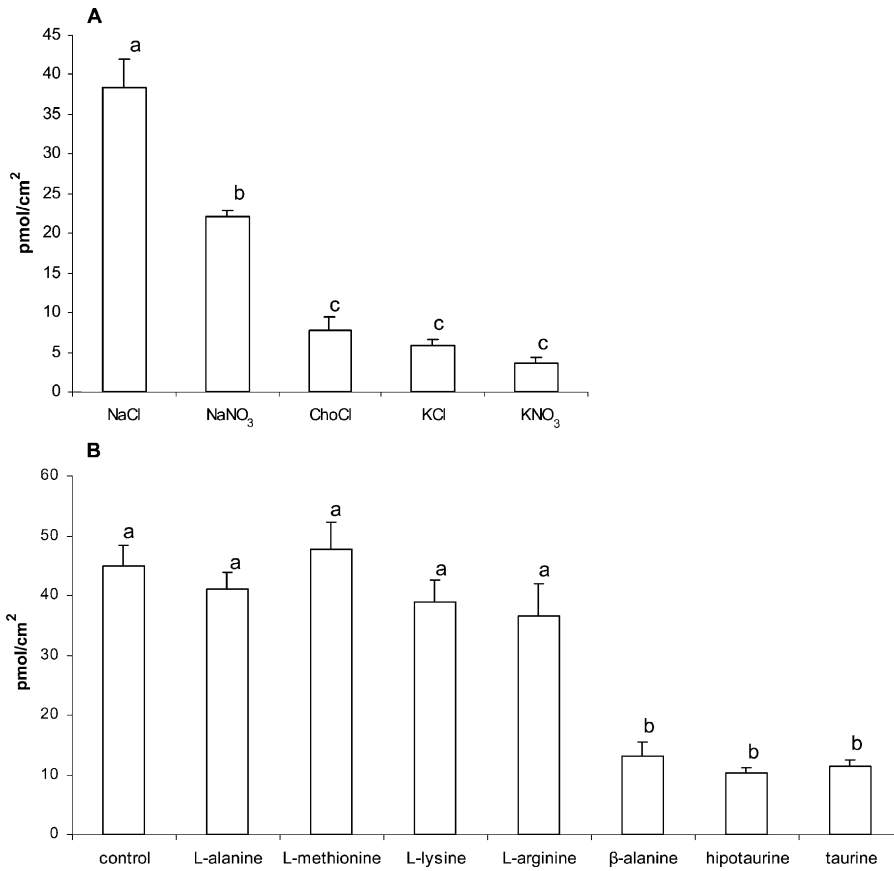 A
45
40
35
30
25
20
15
10
5
0
pmol/cm²
a
b
c
c
c
NaCl NaNO₃ ChoCl KCl KNO₃
B
60
50
40
30
20
10
0
pmol/cm²
a
a
a
a
a
b
b
b
control L-alanine L-methionine L-lysine L-arginine β-alanine hipotaurine taurine